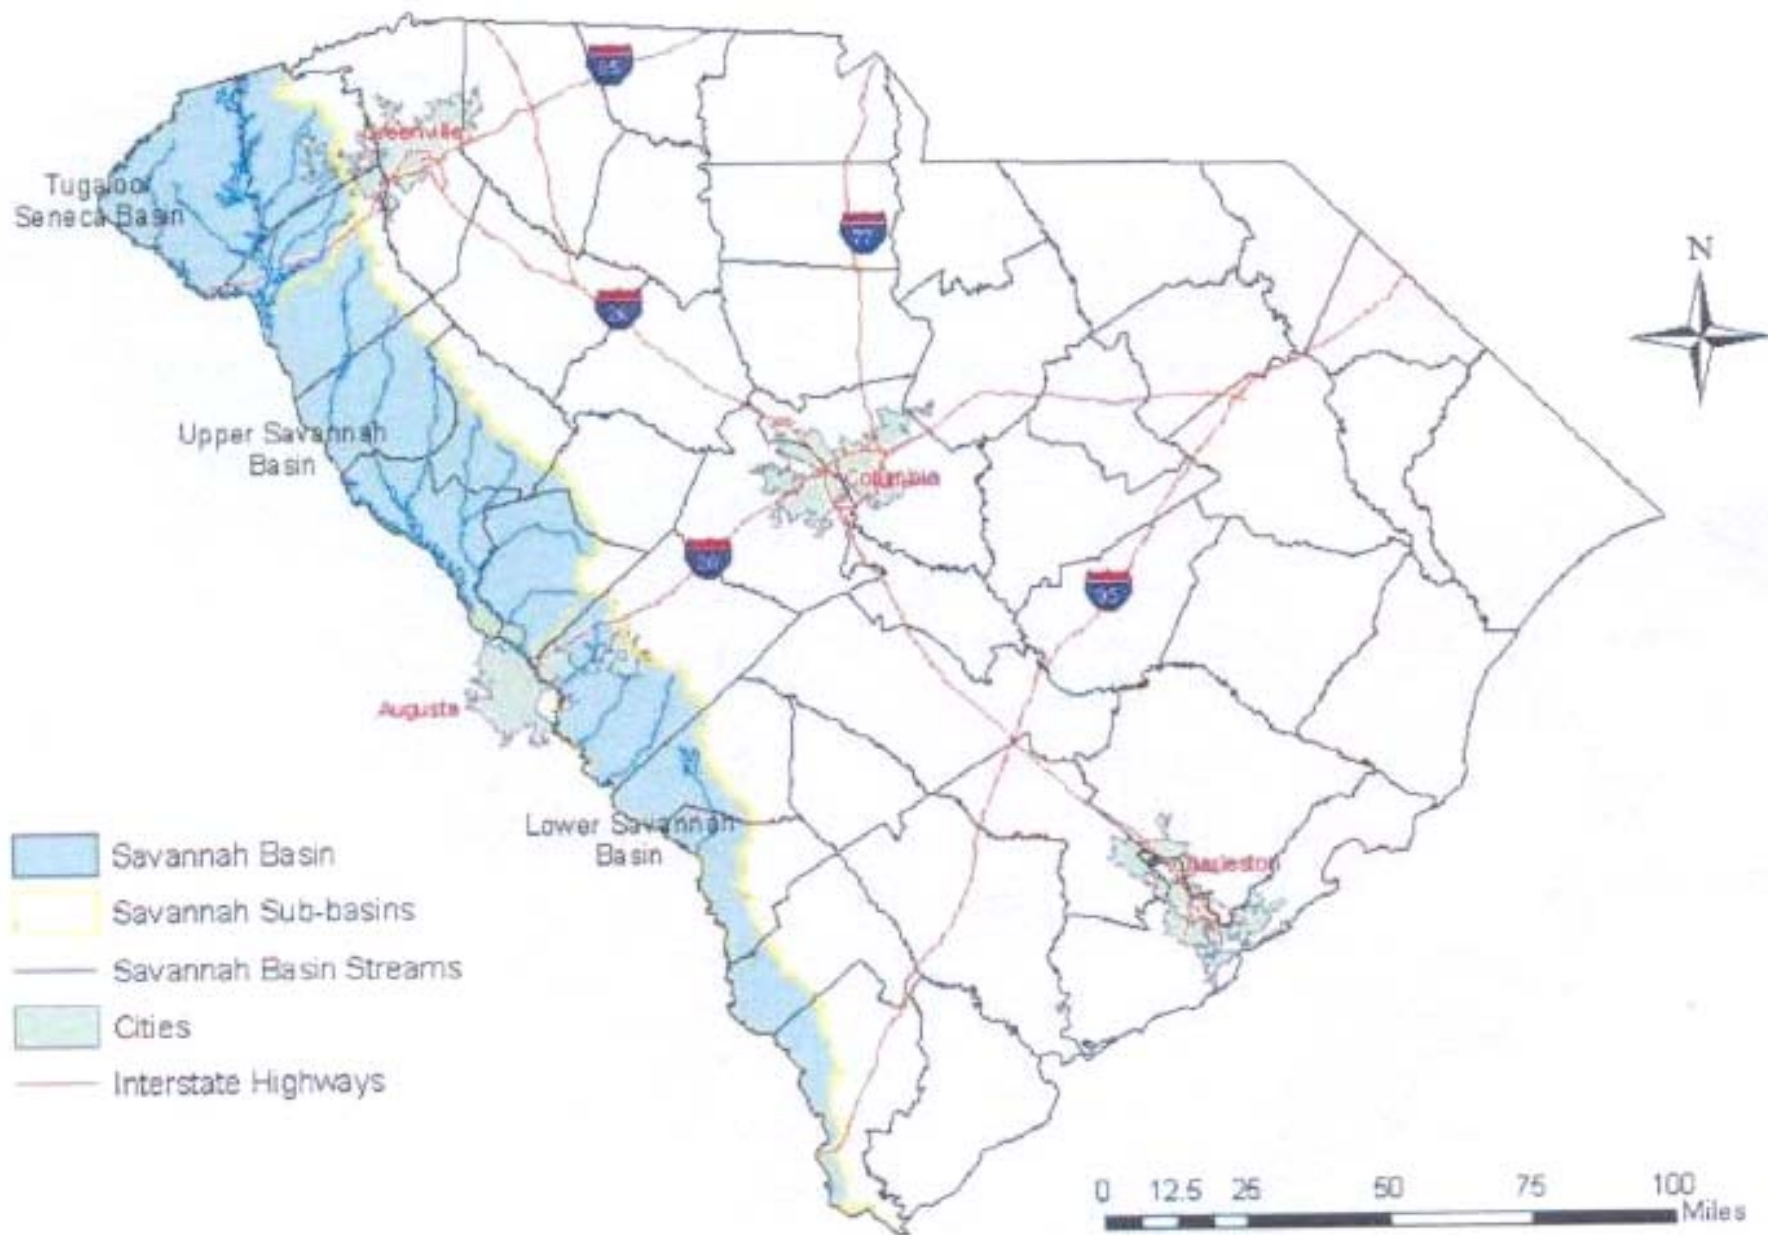 85
Greenville
Tugaloo/
Seneca Basin
77
N
26
Upper Savannah
Basin
Columbia
20
95
Augusta
Lower Savannah
Basin
Charleston
Savannah Basin
Savannah Sub-basins
Savannah Basin Streams
Cities
Interstate Highways
0 12.5 25 50 75 100
Miles